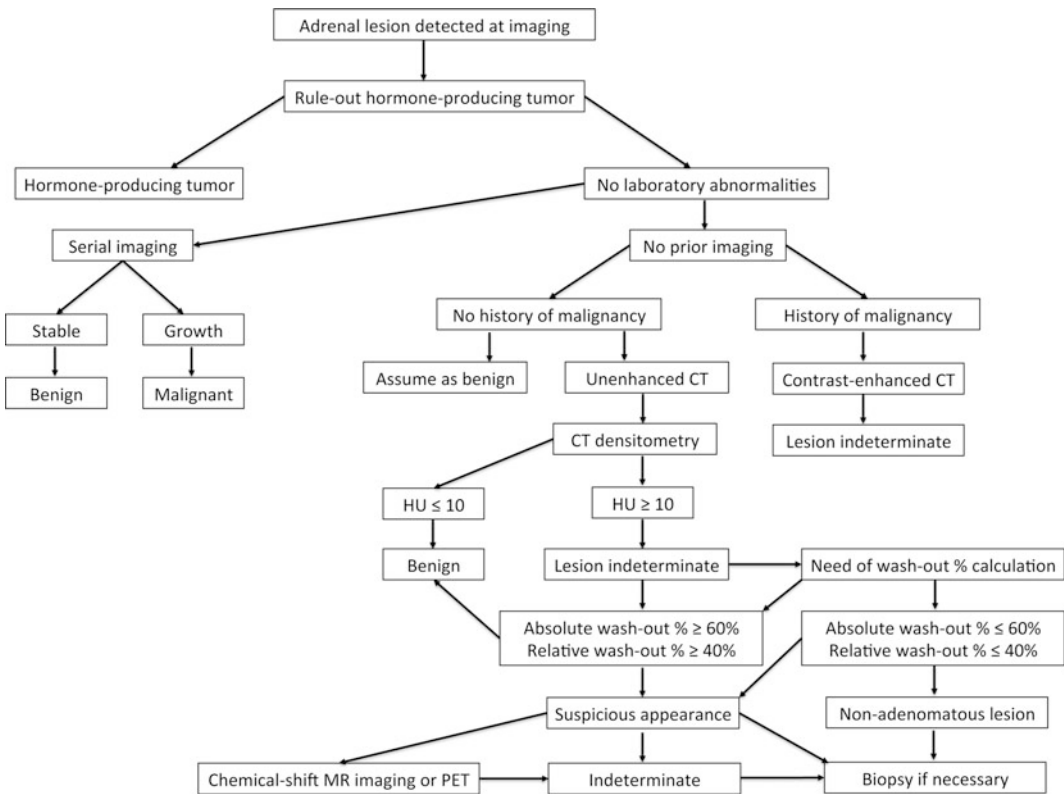 Adrenal lesion detected at imaging
Rule-out hormone-producing tumor
Hormone-producing tumor
No laboratory abnormalities
Serial imaging
No prior imaging
No history of malignancy
History of malignancy
Stable
Growth
Assume as benign
Unenhanced CT
Contrast-enhanced CT
Benign
Malignant
CT densitometry
Lesion indeterminate
HU ≤ 10
HU ≥ 10
Benign
Lesion indeterminate
Need of wash-out % calculation
Absolute wash-out % ≥ 60%
Relative wash-out % ≥ 40%
Absolute wash-out % ≤ 60%
Relative wash-out % ≤ 40%
Suspicious appearance
Non-adenomatous lesion
Chemical-shift MR imaging or PET
Indeterminate
Biopsy if necessary